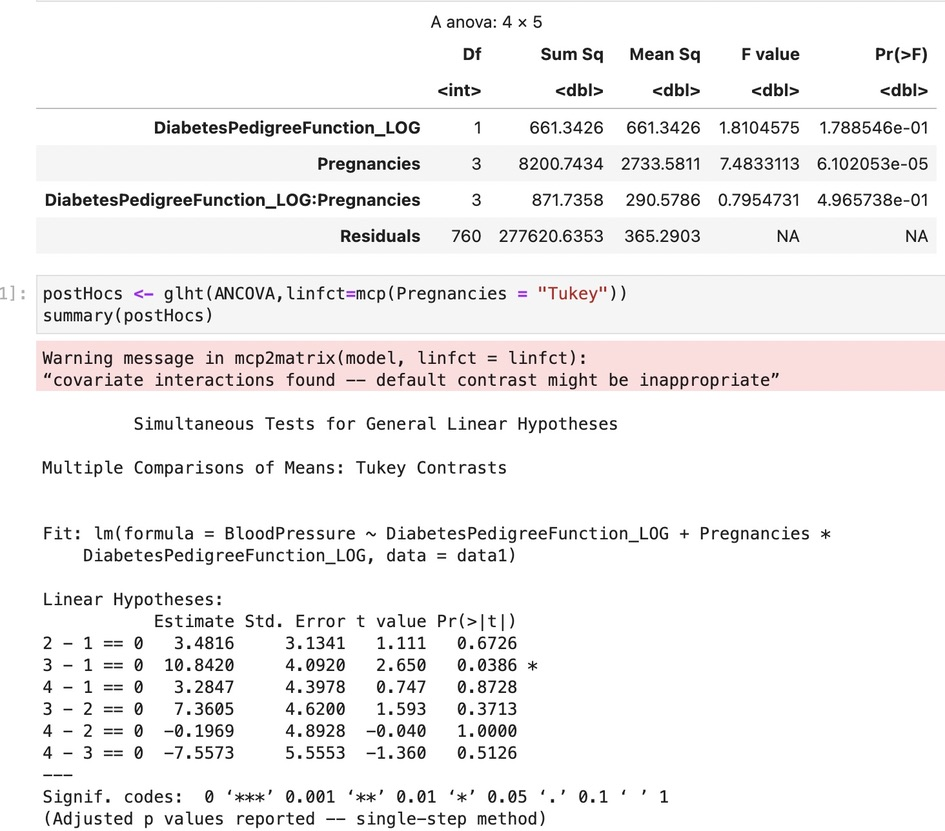 A anova: 4 × 5
Df Sum Sq Mean Sq F value Pr(>F)
<int> <dbl> <dbl> <dbl> <dbl>
DiabetesPedigreeFunction_LOG 1 661.3426 661.3426 1.8104575 1.788546e-01
Pregnancies 3 8200.7434 2733.5811 7.4833113 6.102053e-05
DiabetesPedigreeFunction_LOG:Pregnancies 3 871.7358 290.5786 0.7954731 4.965738e-01
Residuals 760 277620.6353 365.2903 NA NA
1]: postHocs <- glht(ANCOVA,linfct=mcp(Pregnancies = "Tukey"))
summary(postHocs)
Warning message in mcp2matrix(model, linfct = linfct):
“covariate interactions found -- default contrast might be inappropriate”
Simultaneous Tests for General Linear Hypotheses
Multiple Comparisons of Means: Tukey Contrasts
Fit: lm(formula = BloodPressure ~ DiabetesPedigreeFunction_LOG + Pregnancies *
DiabetesPedigreeFunction_LOG, data = data1)
Linear Hypotheses:
Estimate Std. Error t value Pr(>|t|)
2 - 1 == 0 3.4816 3.1341 1.111 0.6726
3 - 1 == 0 10.8420 4.0920 2.650 0.0386 *
4 - 1 == 0 3.2847 4.3978 0.747 0.8728
3 - 2 == 0 7.3605 4.6200 1.593 0.3713
4 - 2 == 0 -0.1969 4.8928 -0.040 1.0000
4 - 3 == 0 -7.5573 5.5553 -1.360 0.5126
---
Signif. codes: 0 ‘***’ 0.001 ‘**’ 0.01 ‘*’ 0.05 ‘.’ 0.1 ‘ ’ 1
(Adjusted p values reported -- single-step method)